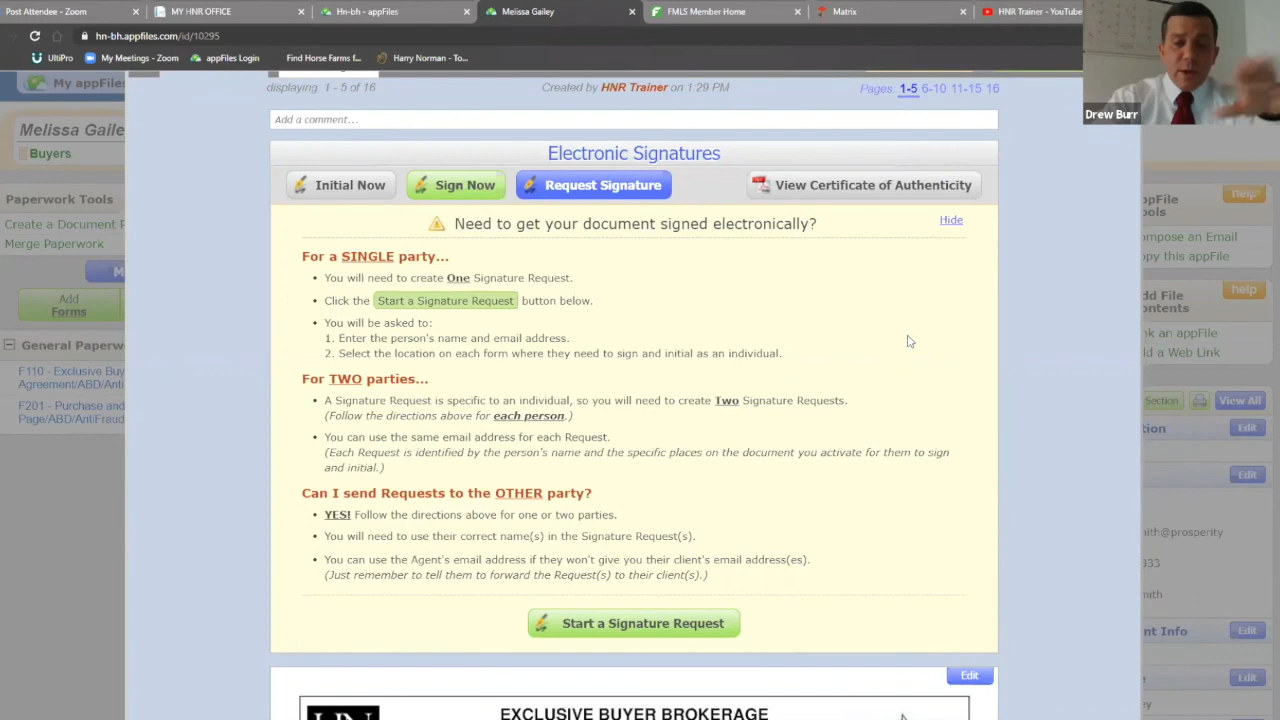 Post Attendee - Zoom
MY HNR OFFICE
Hn-bh - appFiles
Melissa Gailey
FMLS Member Home
Matrix
HNR Trainer - YouTube
hn-bh.appfiles.com/id/10295
UltiPro
My Meetings - Zoom
appFiles Login
Find Horse Farms f...
Harry Norman - To...
Drew Burr
My appFiles
displaying. 1 - 5 of 16
Created by HNR Trainer on 1:29 PM
Pages: 1-5 6-10 11-15 16
Add a comment...
Melissa Gailey
Buyers
Paperwork Tools
Create a Document
Merge Paperwork
Add
Forms
General Paperw
F110 - Exclusive Buy
Agreement/ABD/Anti
F201 - Purchase and
Page/ABD/AntiFraud
Electronic Signatures
Initial Now
Sign Now
Request Signature
View Certificate of Authenticity
Need to get your document signed electronically?
Hide
For a SINGLE party...
• You will need to create One Signature Request.
• Click the Start a Signature Request button below.
• You will be asked to:
1. Enter the person's name and email address.
2. Select the location on each form where they need to sign and initial as an individual.
For TWO parties...
• A Signature Request is specific to an individual, so you will need to create Two Signature Requests.
(Follow the directions above for each person.)
• You can use the same email address for each Request.
(Each Request is identified by the person's name and the specific places on the document you activate for them to sign
and initial.)
Can I send Requests to the OTHER party?
• YES! Follow the directions above for one or two parties.
• You will need to use their correct name(s) in the Signature Request(s).
• You can use the Agent's email address if they won't give you their client's email address(es).
(Just remember to tell them to forward the Request(s) to their client(s).)
Start a Signature Request
Edit
EXCLUSIVE BUYER BROKERAGE
ppFile
ols
help
mpose an Email
opy this appFile
dd File
ontents
help
nk an appFile
d a Web Link
Section
View All
tion
Edit
Edit
mith@prosperity
333
mith
nt Info
Edit
Edit
ey